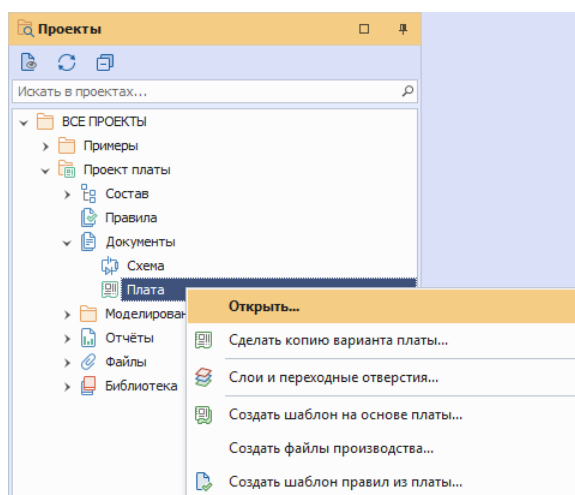 Проекты
Искать в проектах...
ВСЕ ПРОЕКТЫ
Примеры
Проект платы
Состав
Правила
Документы
Схема
Плата
Моделирован
Отчёты
Файлы
Библиотека
Открыть...
Сделать копию варианта платы...
Слои и переходные отверстия...
Создать шаблон на основе платы...
Создать файлы производства...
Создать шаблон правил из платы...